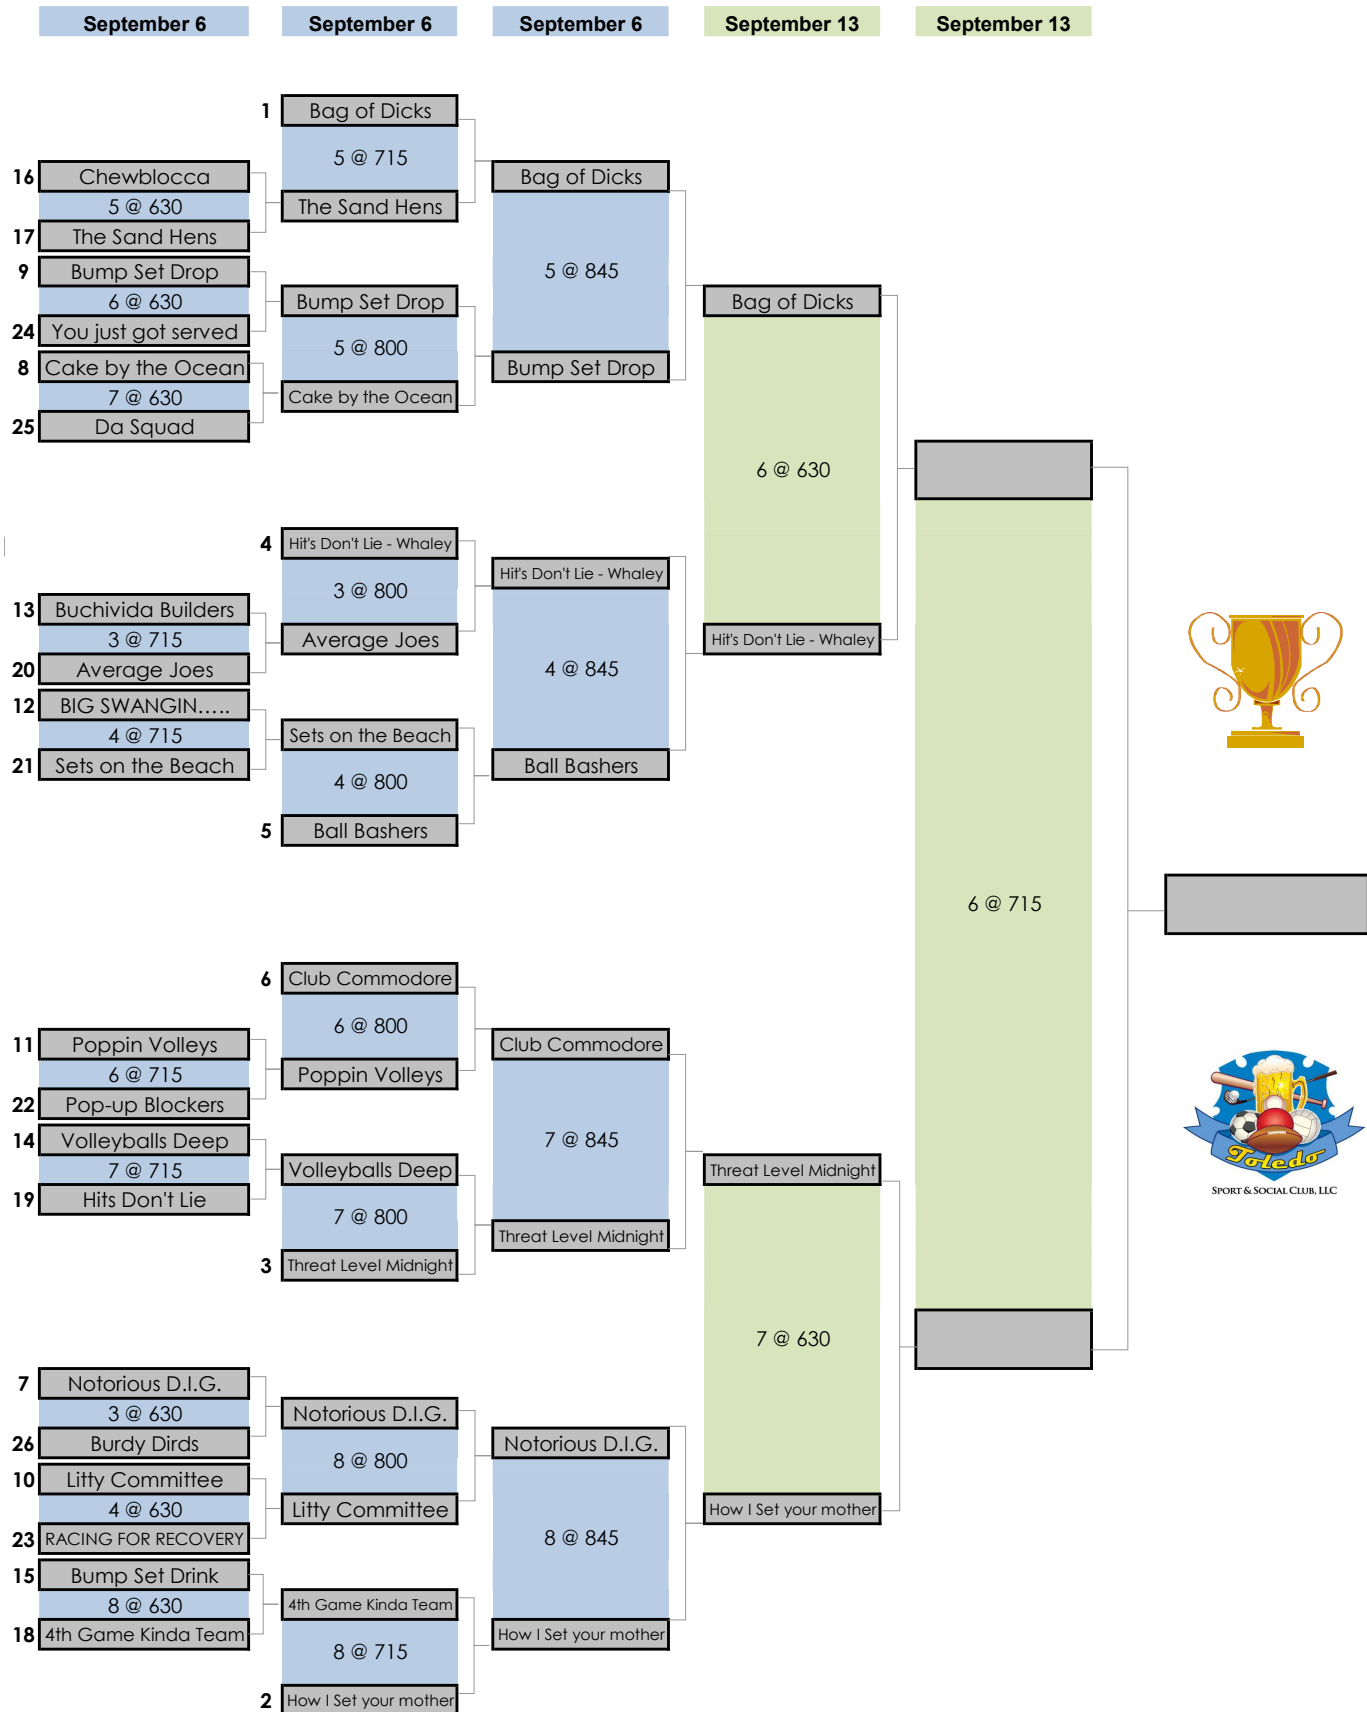 September 6
September 6
September 6
September 13
September 13
1 Bag of Dicks
5 @ 715
16 Chewblocca
Bag of Dicks
5 @ 630
The Sand Hens
17 The Sand Hens
9 Bump Set Drop
5 @ 845
6 @ 630
Bump Set Drop
Bag of Dicks
24 You just got served
5 @ 800
8 Cake by the Ocean
Bump Set Drop
7 @ 630
Cake by the Ocean
25 Da Squad
6 @ 630
4 Hit's Don't Lie - Whaley
Hit's Don't Lie - Whaley
3 @ 800
13 Buchivida Builders
3 @ 715
Average Joes
Hit's Don't Lie - Whaley
20 Average Joes
4 @ 845
12 BIG SWANGIN.....
4 @ 715
Sets on the Beach
21 Sets on the Beach
Ball Bashers
4 @ 800
5 Ball Bashers
6 @ 715
6 Club Commodore
6 @ 800
11 Poppin Volleys
Club Commodore
6 @ 715
Poppin Volleys
22 Pop-up Blockers
14 Volleyballs Deep
7 @ 845
7 @ 715
Volleyballs Deep
Threat Level Midnight
19 Hits Don't Lie
7 @ 800
Threat Level Midnight
3 Threat Level Midnight
Toledo
SPORT & SOCIAL CLUB, LLC
7 @ 630
7 Notorious D.I.G.
3 @ 630
Notorious D.I.G.
26 Burdy Dirds
Notorious D.I.G.
8 @ 800
10 Litty Committee
4 @ 630
Litty Committee
How I Set your mother
23 RACING FOR RECOVERY
8 @ 845
15 Bump Set Drink
8 @ 630
4th Game Kinda Team
18 4th Game Kinda Team
How I Set your mother
8 @ 715
2 How I Set your mother